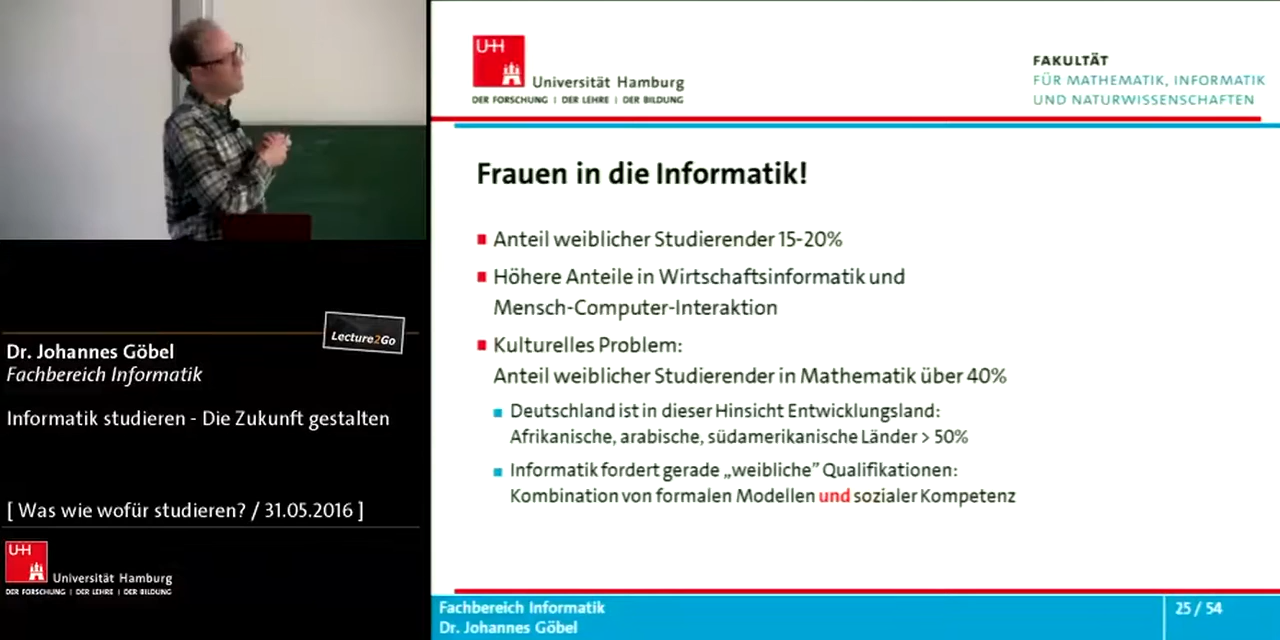 Lecture2Go
Dr. Johannes Göbel
Fachbereich Informatik
Informatik studieren - Die Zukunft gestalten
[ Was wie wofür studieren? / 31.05.2016 ]
UHH
Universität Hamburg
DER FORSCHUNG | DER LEHRE | DER BILDUNG
UHH
Universität Hamburg
DER FORSCHUNG | DER LEHRE | DER BILDUNG
FAKULTÄT
FÜR MATHEMATIK, INFORMATIK
UND NATURWISSENSCHAFTEN
Frauen in die Informatik!
Anteil weiblicher Studierender 15-20%
Höhere Anteile in Wirtschaftsinformatik und
Mensch-Computer-Interaktion
Kulturelles Problem:
Anteil weiblicher Studierender in Mathematik über 40%
Deutschland ist in dieser Hinsicht Entwicklungsland:
Afrikanische, arabische, südamerikanische Länder > 50%
Informatik fordert gerade „weibliche” Qualifikationen:
Kombination von formalen Modellen und sozialer Kompetenz
Fachbereich Informatik
Dr. Johannes Göbel
25 / 54